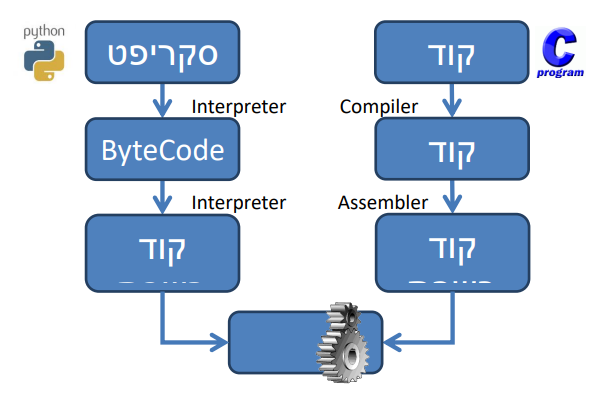 python
סקריפט
קוד
C
program
Interpreter
Compiler
ByteCode
קוד
Interpreter
Assembler
קוד
קוד